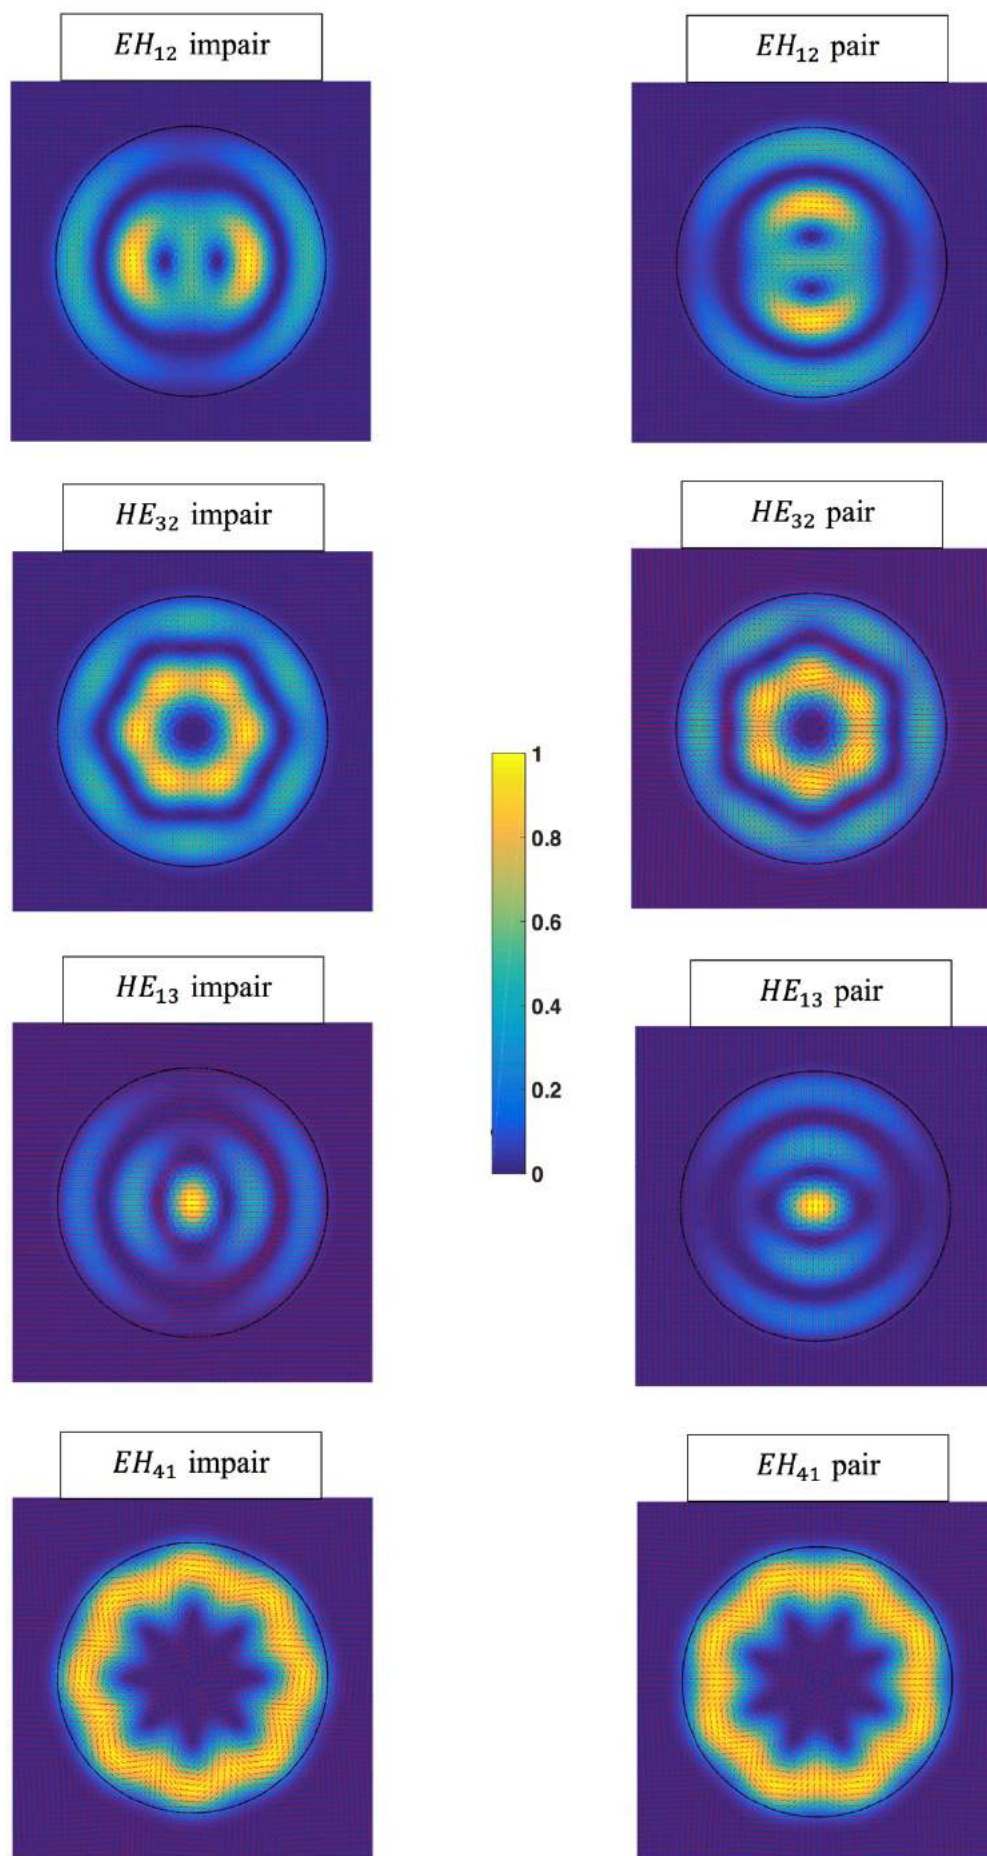 EH₁₂ impair
EH₁₂ pair
HE₃₂ impair
HE₃₂ pair
1
0.8
0.6
0.4
0.2
0
HE₁₃ impair
HE₁₃ pair
EH₄₁ impair
EH₄₁ pair